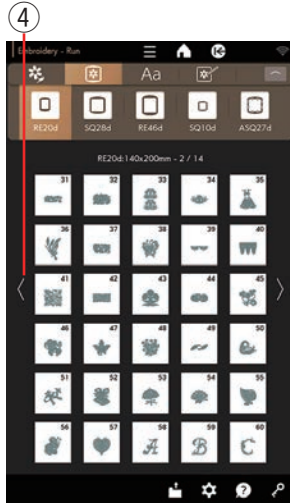 ④
Embroidery - Run
Aa
RE20d SQ28d RE46d SQ10d ASQ27d
RE20d:140x200mm - 2 / 14
31 32 33 34 35
36 37 38 39 40
41 42 43 44 45
46 47 48 49 50
51 52 53 54 55
56 57 58 59 60
A B C